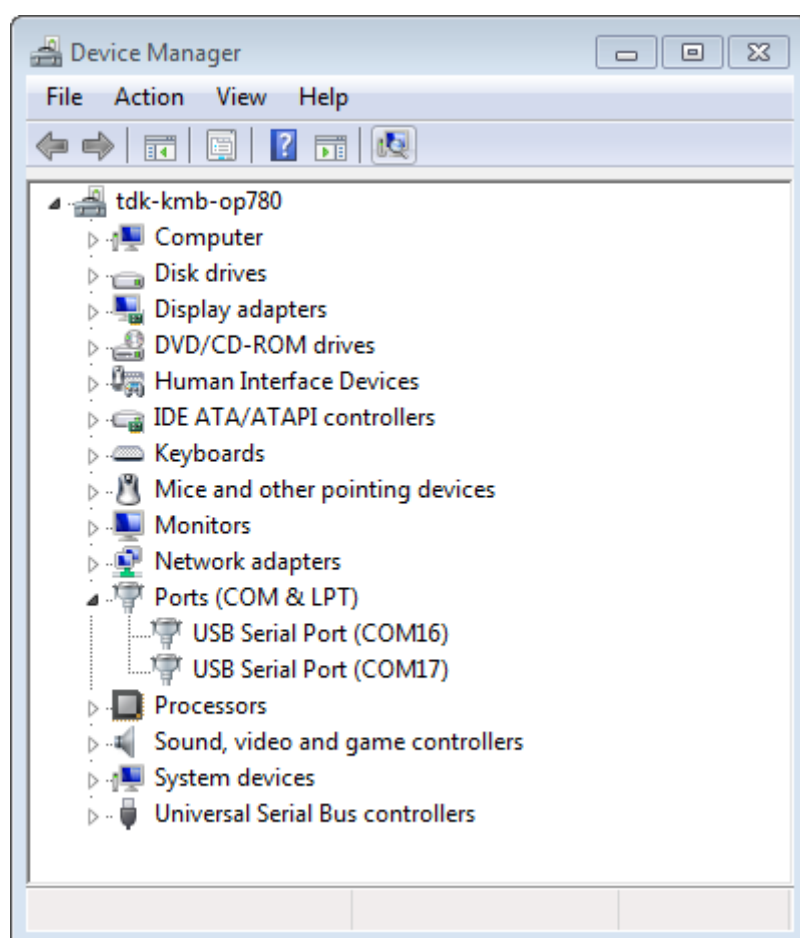 Device Manager
File Action View Help
tdk-kmb-op780
Computer
Disk drives
Display adapters
DVD/CD-ROM drives
Human Interface Devices
IDE ATA/ATAPI controllers
Keyboards
Mice and other pointing devices
Monitors
Network adapters
Ports (COM & LPT)
USB Serial Port (COM16)
USB Serial Port (COM17)
Processors
Sound, video and game controllers
System devices
Universal Serial Bus controllers